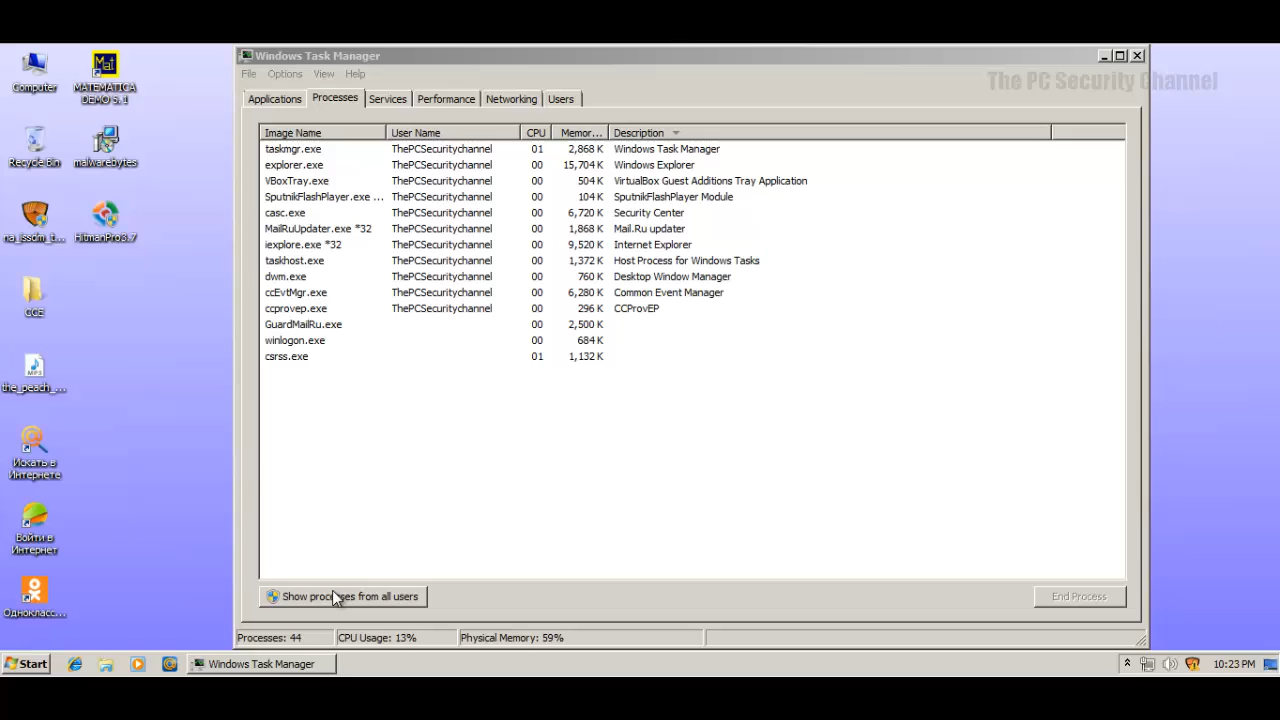 Windows Task Manager
The PC Security Channel
File Options View Help
Applications Processes Services Performance Networking Users
Image Name User Name CPU Memor... Description
taskmgr.exe ThePCSecuritychannel 01 2,868 K Windows Task Manager
explorer.exe ThePCSecuritychannel 00 15,704 K Windows Explorer
VBoxTray.exe ThePCSecuritychannel 00 504 K VirtualBox Guest Additions Tray Application
SputnikFlashPlayer.exe ... ThePCSecuritychannel 00 104 K SputnikFlashPlayer Module
casc.exe ThePCSecuritychannel 00 6,720 K Security Center
MailRuUpdater.exe *32 ThePCSecuritychannel 00 1,868 K Mail.Ru updater
iexplore.exe *32 ThePCSecuritychannel 00 9,520 K Internet Explorer
taskhost.exe ThePCSecuritychannel 00 1,372 K Host Process for Windows Tasks
dwm.exe ThePCSecuritychannel 00 760 K Desktop Window Manager
ccEvtMgr.exe ThePCSecuritychannel 00 6,280 K Common Event Manager
ccprovep.exe ThePCSecuritychannel 00 296 K CCProvEP
GuardMailRu.exe 00 2,500 K
winlogon.exe 00 684 K
csrss.exe 01 1,132 K
Show processes from all users
End Process
Processes: 44 CPU Usage: 13% Physical Memory: 59%
Computer
Mat
MATEMATICA
DEMO 5.1
Recycle Bin
malwarebytes
na_issdm_t...
HitmanPro3.7
CCE
MP3
the_peach_...
Искать в
Интернете
Войти в
Интернет
Однокласс...
Start
Windows Task Manager
10:23 PM